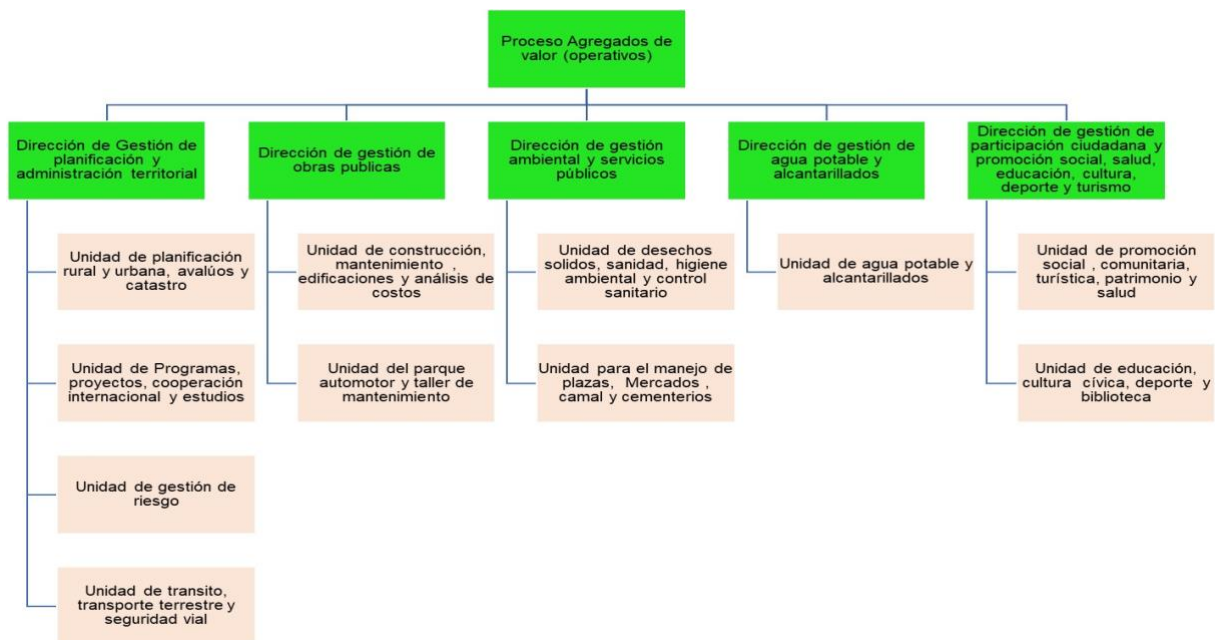 Proceso Agregados de
valor (operativos)
Dirección de Gestión de
planificación y
administración territorial
Dirección de gestión de
obras publicas
Dirección de gestión
ambiental y servicios
públicos
Dirección de gestión de
agua potable y
alcantarillados
Dirección de gestión de
participación ciudadana y
promoción social, salud,
educación, cultura,
deporte y turismo
Unidad de planificación
rural y urbana, avalúos y
catastro
Unidad de Programas,
proyectos, cooperación
internacional y estudios
Unidad de gestión de
riesgo
Unidad de transito,
transporte terrestre y
seguridad vial
Unidad de construcción,
mantenimiento ,
edificaciones y análisis de
costos
Unidad del parque
automotor y taller de
mantenimiento
Unidad de desechos
solidos, sanidad, higiene
ambiental y control
sanitario
Unidad para el manejo de
plazas, Mercados ,
camal y cementerios
Unidad de agua potable y
alcantarillados
Unidad de promoción
social , comunitaria,
turística, patrimonio y
salud
Unidad de educación,
cultura cívica, deporte y
biblioteca